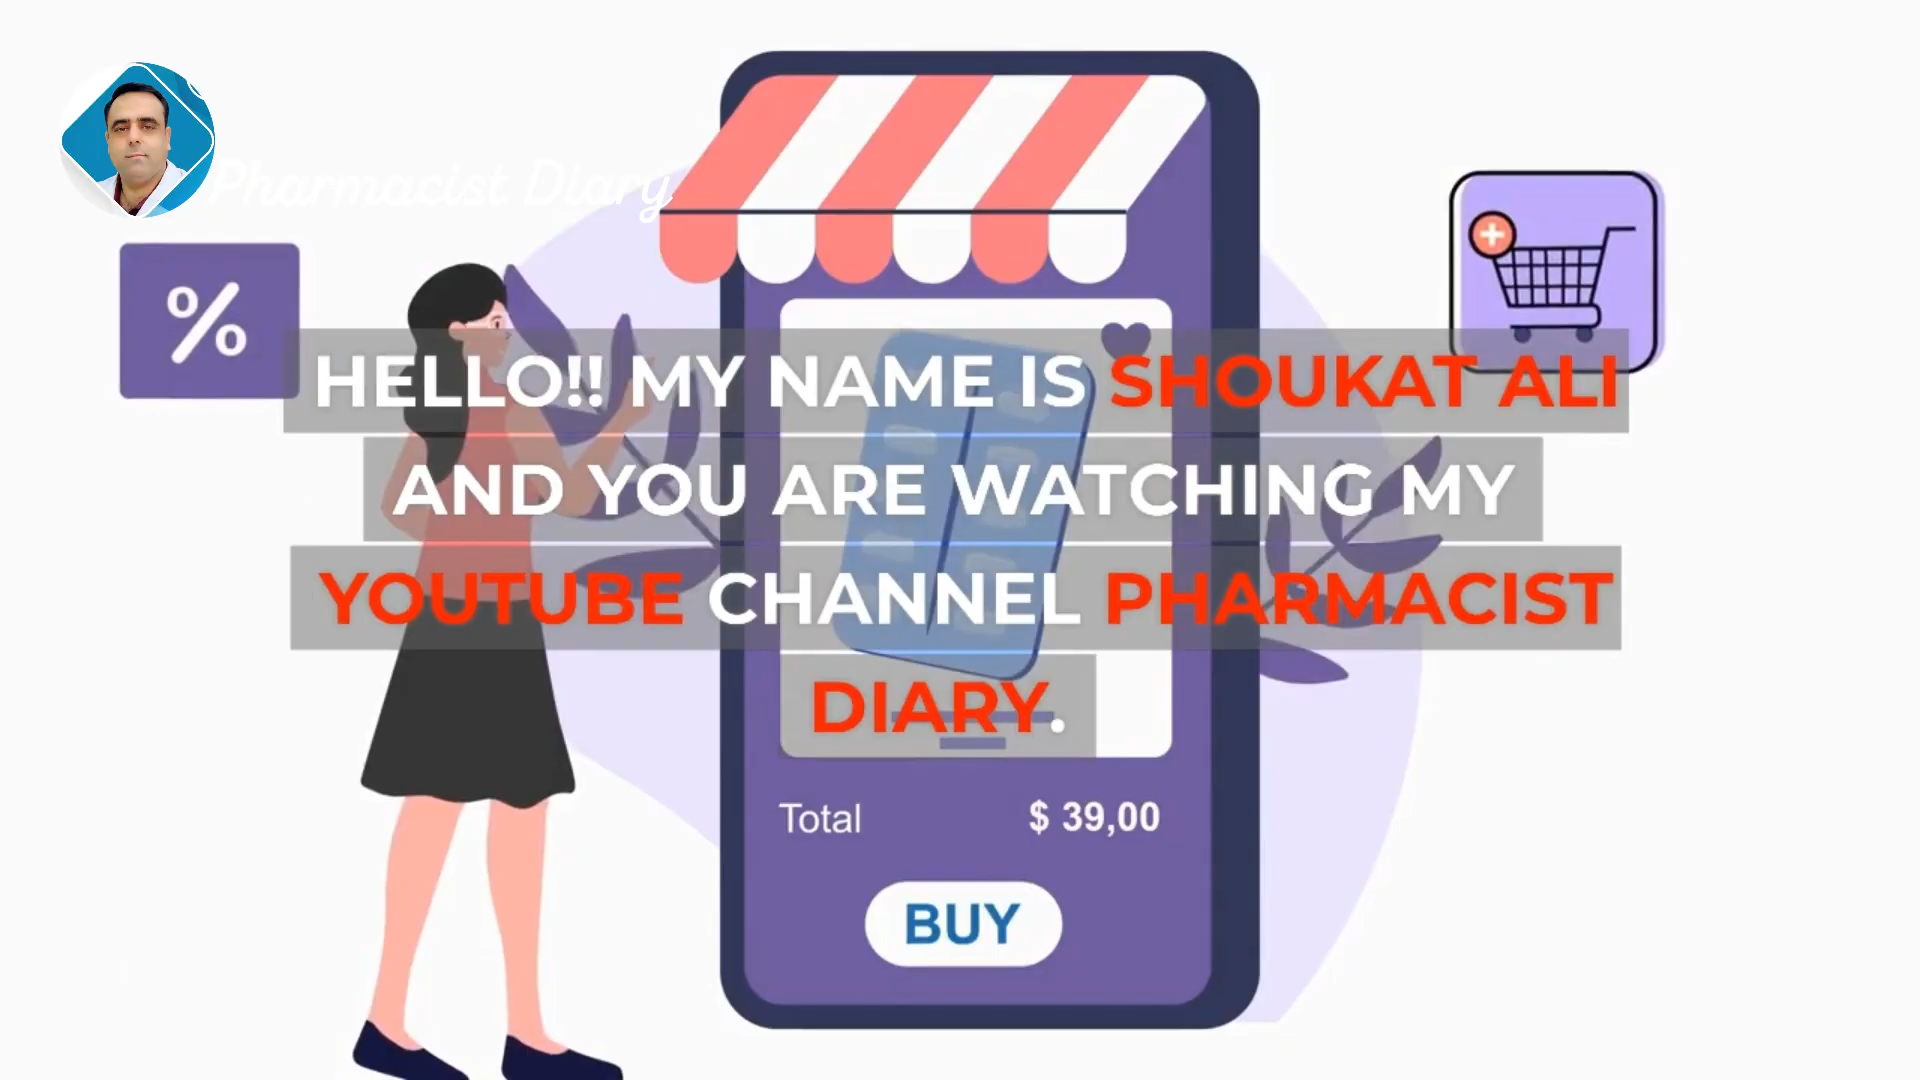 Pharmacist Diary
%
HELLO!! MY NAME IS SHOUKAT ALI
AND YOU ARE WATCHING MY
YOUTUBE CHANNEL PHARMACIST
DIARY.
Total $ 39,00
BUY